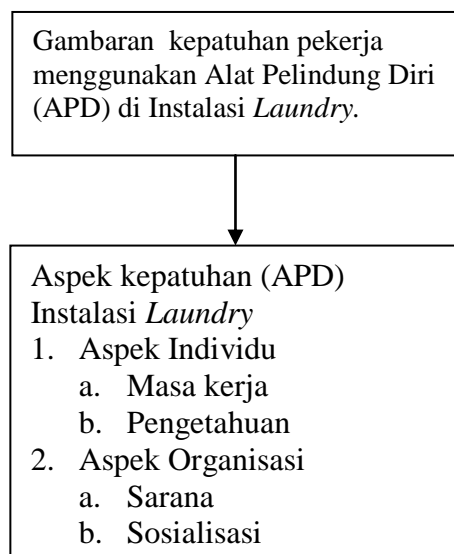 Gambaran kepatuhan pekerja
menggunakan Alat Pelindung Diri
(APD) di Instalasi Laundry.
Aspek kepatuhan (APD)
Instalasi Laundry
1. Aspek Individu
a. Masa kerja
b. Pengetahuan
2. Aspek Organisasi
a. Sarana
b. Sosialisasi